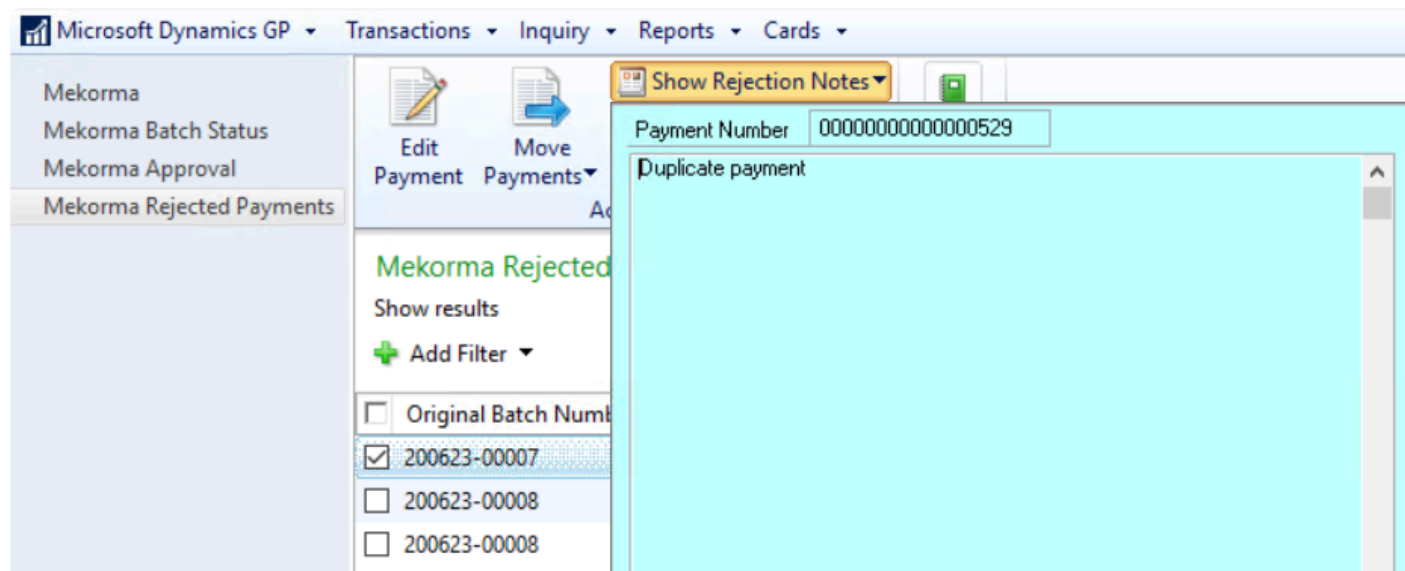 Microsoft Dynamics GP Transactions Inquiry Reports Cards
Mekorma
Mekorma Batch Status
Mekorma Approval
Mekorma Rejected Payments
Edit Payment
Move Payments
Show Rejection Notes
Payment Number 00000000000000529
Duplicate payment
Mekorma Rejected
Show results
Add Filter
Original Batch Numb
200623-00007
200623-00008
200623-00008